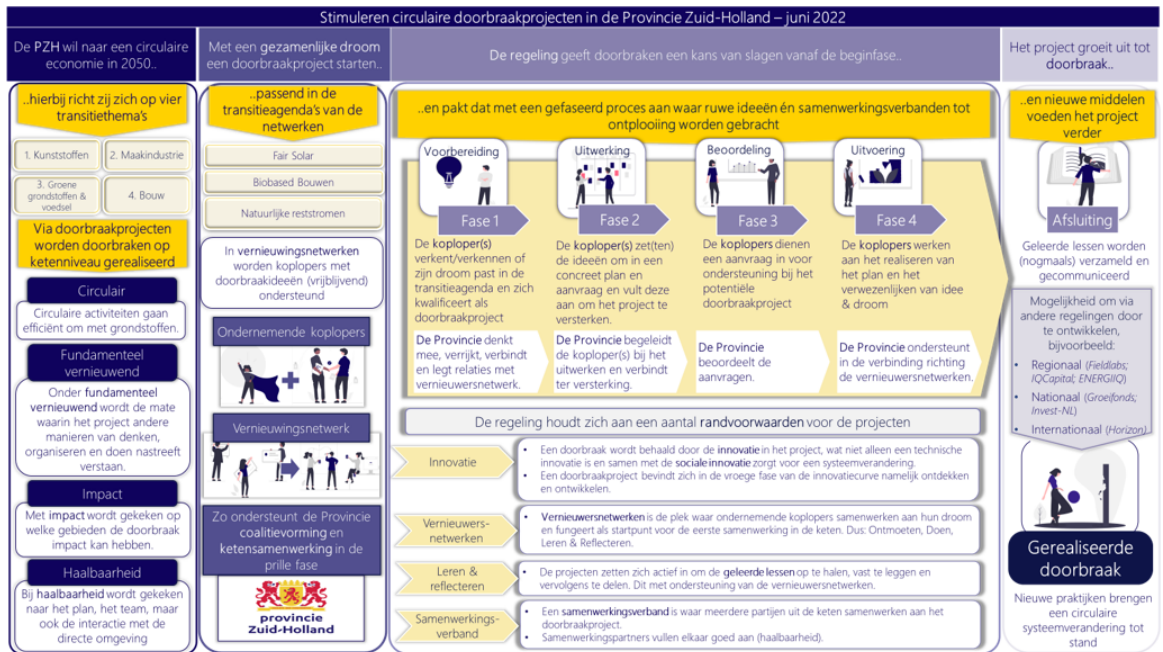 Stimuleren circulaire doorbraakprojecten in de Provincie Zuid-Holland – juni 2022
De PZH wil naar een circulaire
economie in 2050..
..hierbij richt zij zich op vier
transitiethema's
1. Kunststoffen
2. Maakindustrie
3. Groene
grondstoffen &
voedsel
4. Bouw
Via doorbraakprojecten
worden doorbraken op
ketenniveau gerealiseerd
Circulair
Circulaire activiteiten gaan
efficiënt om met grondstoffen.
Fundamenteel
vernieuwend
Onder fundamenteel
vernieuwend wordt de mate
waarin het project andere
manieren van denken,
organiseren en doen nastreeft
verstaan.
Impact
Met impact wordt gekeken op
welke gebieden de doorbraak
impact kan hebben.
Haalbaarheid
Bij haalbaarheid wordt gekeken
naar het plan, het team, maar
ook de interactie met de
directe omgeving
Met een gezamenlijke droom
een doorbraakproject starten..
..passend in de
transitieagenda's van de
netwerken
Fair Solar
Biobased Bouwen
Natuurlijke reststromen
In vernieuwingsnetwerken
worden koplopers met
doorbraakideeën (vrijblijvend)
ondersteund
Ondernemende koplopers
Vernieuwingsnetwerk
Zo ondersteunt de Provincie
coalitievorming en
ketensamenwerking in de
prille fase
provincie
Zuid-Holland
De regeling geeft doorbraken een kans van slagen vanaf de beginfase..
..en pakt dat met een gefaseerd proces aan waar ruwe ideeën én samenwerkingsverbanden tot
ontplooiing worden gebracht
Voorbereiding
Fase 1
De koploper(s)
verkent/verkennen of
zijn droom past in de
transitieagenda en zich
kwalificeert als
doorbraakproject
De Provincie denkt
mee, verrijkt, verbindt
en legt relaties met
vernieuwersnetwerk.
Uitwerking
Fase 2
De koploper(s) zet(ten)
de ideeën om in een
concreet plan en
aanvraag en vult deze
aan om het project te
versterken.
De Provincie begeleidt
de koploper(s) bij het
uitwerken en verbindt
ter versterking.
Beoordeling
Fase 3
De koplopers dienen
een aanvraag in voor
ondersteuning bij het
potentiële
doorbraakproject
De Provincie
beoordeelt de
aanvragen.
Uitvoering
Fase 4
De koplopers werken
aan het realiseren van
het plan en het
verwezenlijken van idee
& droom
De Provincie ondersteunt
in de verbinding richting
de vernieuwersnetwerken.
De regeling houdt zich aan een aantal randvoorwaarden voor de projecten
Innovatie
• Een doorbraak wordt behaald door de innovatie in het project, wat niet alleen een technische
innovatie is en samen met de sociale innovatie zorgt voor een systeemverandering.
• Een doorbraakproject bevindt zich in de vroege fase van de innovatiecurve namelijk ontdekken
en ontwikkelen.
Vernieuwers-
netwerken
• Vernieuwersnetwerken is de plek waar ondernemende koplopers samenwerken aan hun droom
en fungeert als startpunt voor de eerste samenwerking in de keten. Dus: Ontmoeten, Doen,
Leren & Reflecteren.
Leren &
reflecteren
• De projecten zetten zich actief in om de geleerde lessen op te halen, vast te leggen en
vervolgens te delen. Dit met ondersteuning van de vernieuwersnetwerken.
Samenwerkings-
verband
• Een samenwerkingsverband is waar meerdere partijen uit de keten samenwerken aan het
doorbraakproject.
• Samenwerkingspartners vullen elkaar goed aan (haalbaarheid).
Het project groeit uit tot
doorbraak..
..en nieuwe middelen
voeden het project
verder
Afsluiting
Geleerde lessen worden
(nogmaals) verzameld en
gecommuniceerd
Mogelijkheid om via
andere regelingen door
te ontwikkelen,
bijvoorbeeld:
• Regionaal (Fieldlabs;
IQCapital; ENERGIIQ)
• Nationaal (Groeifonds;
Invest-NL)
• Internationaal (Horizon)
Gerealiseerde
doorbraak
Nieuwe praktijken brengen
een circulaire
systeemverandering tot
stand